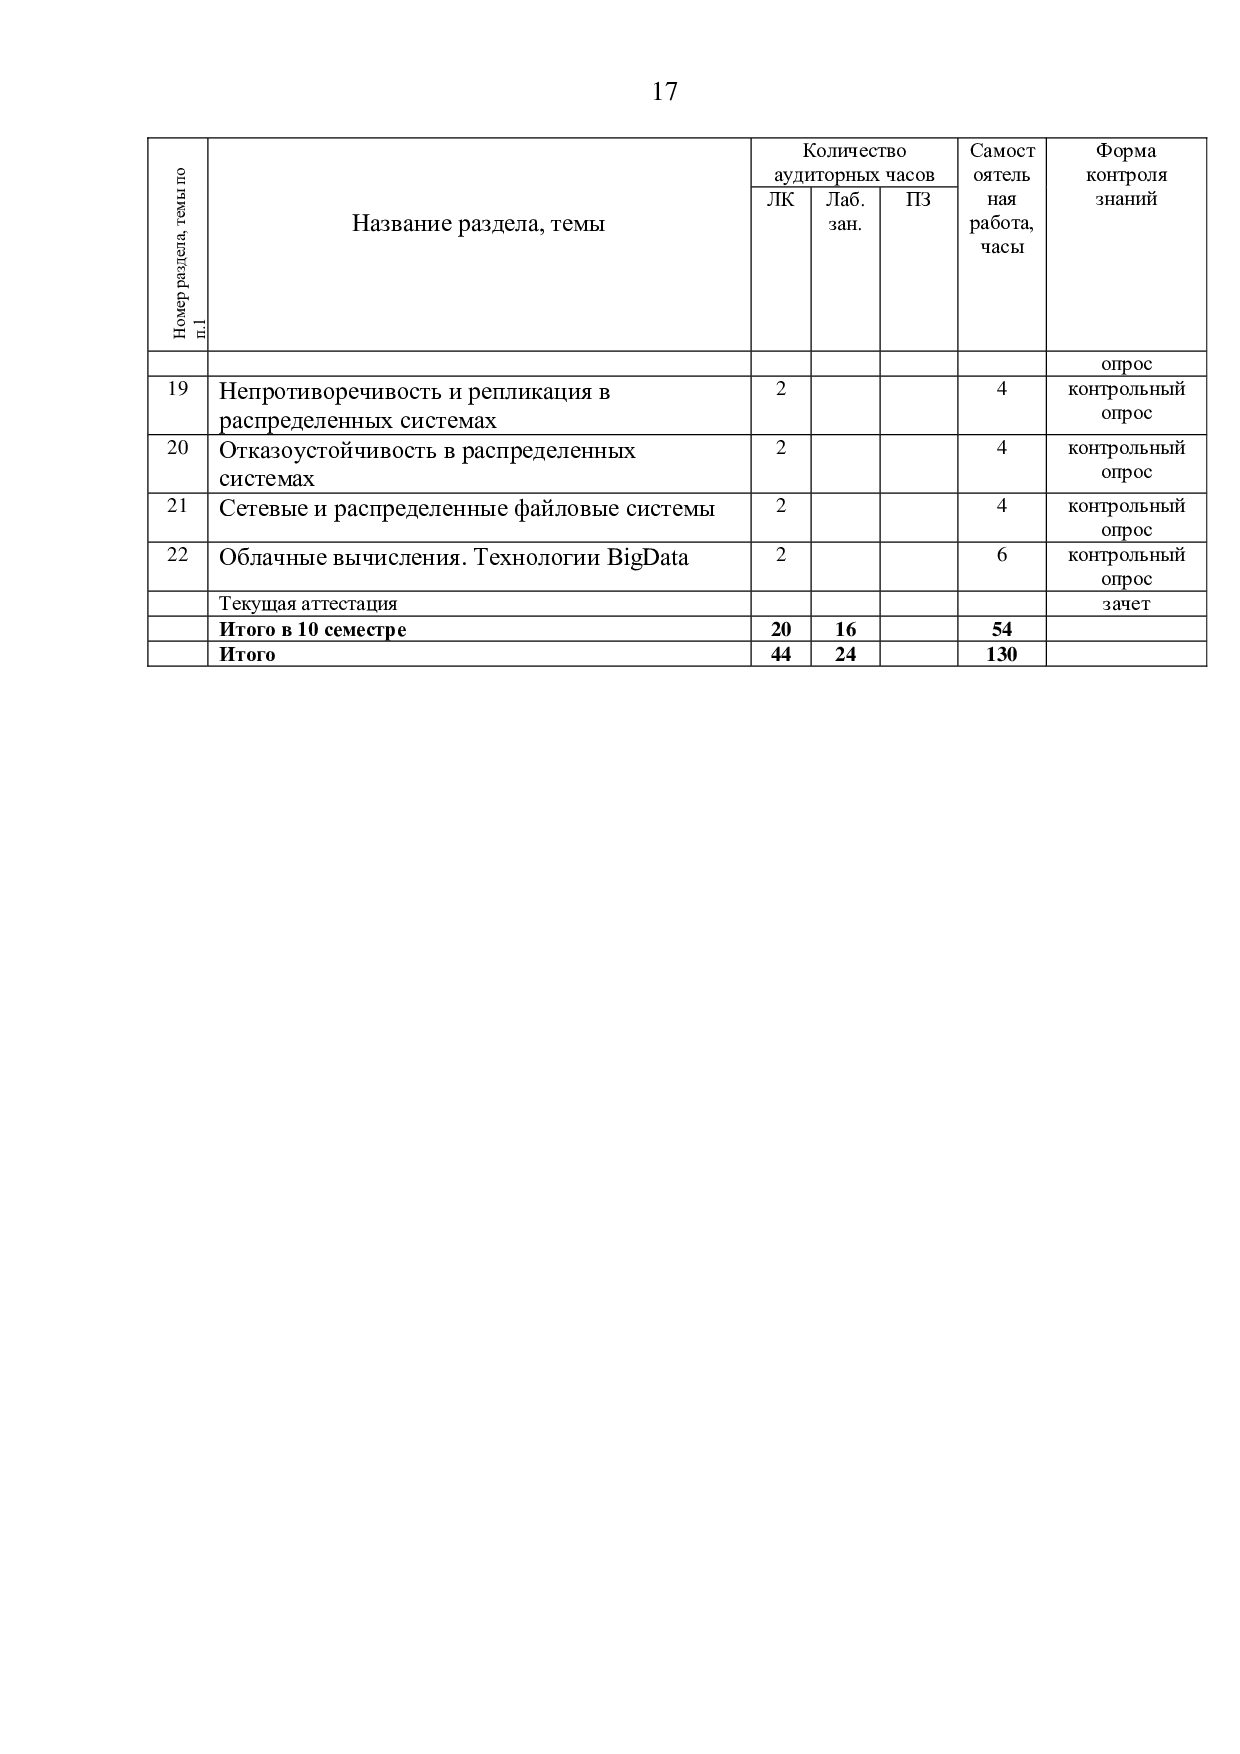 17
Номер раздела, темы по
п.1
Название раздела, темы
Количество
аудиторных часов
ЛК
Лаб.
зан.
ПЗ
Самост
оятель
ная
работа,
часы
Форма
контроля
знаний
опрос
19 Непротиворечивость и репликация в 2 4 контрольный
распределенных системах опрос
20 Отказоустойчивость в распределенных 2 4 контрольный
системах опрос
21 Сетевые и распределенные файловые системы 2 4 контрольный
опрос
22 Облачные вычисления. Технологии BigData 2 6 контрольный
опрос
Текущая аттестация зачет
Итого в 10 семестре 20 16 54
Итого 44 24 130